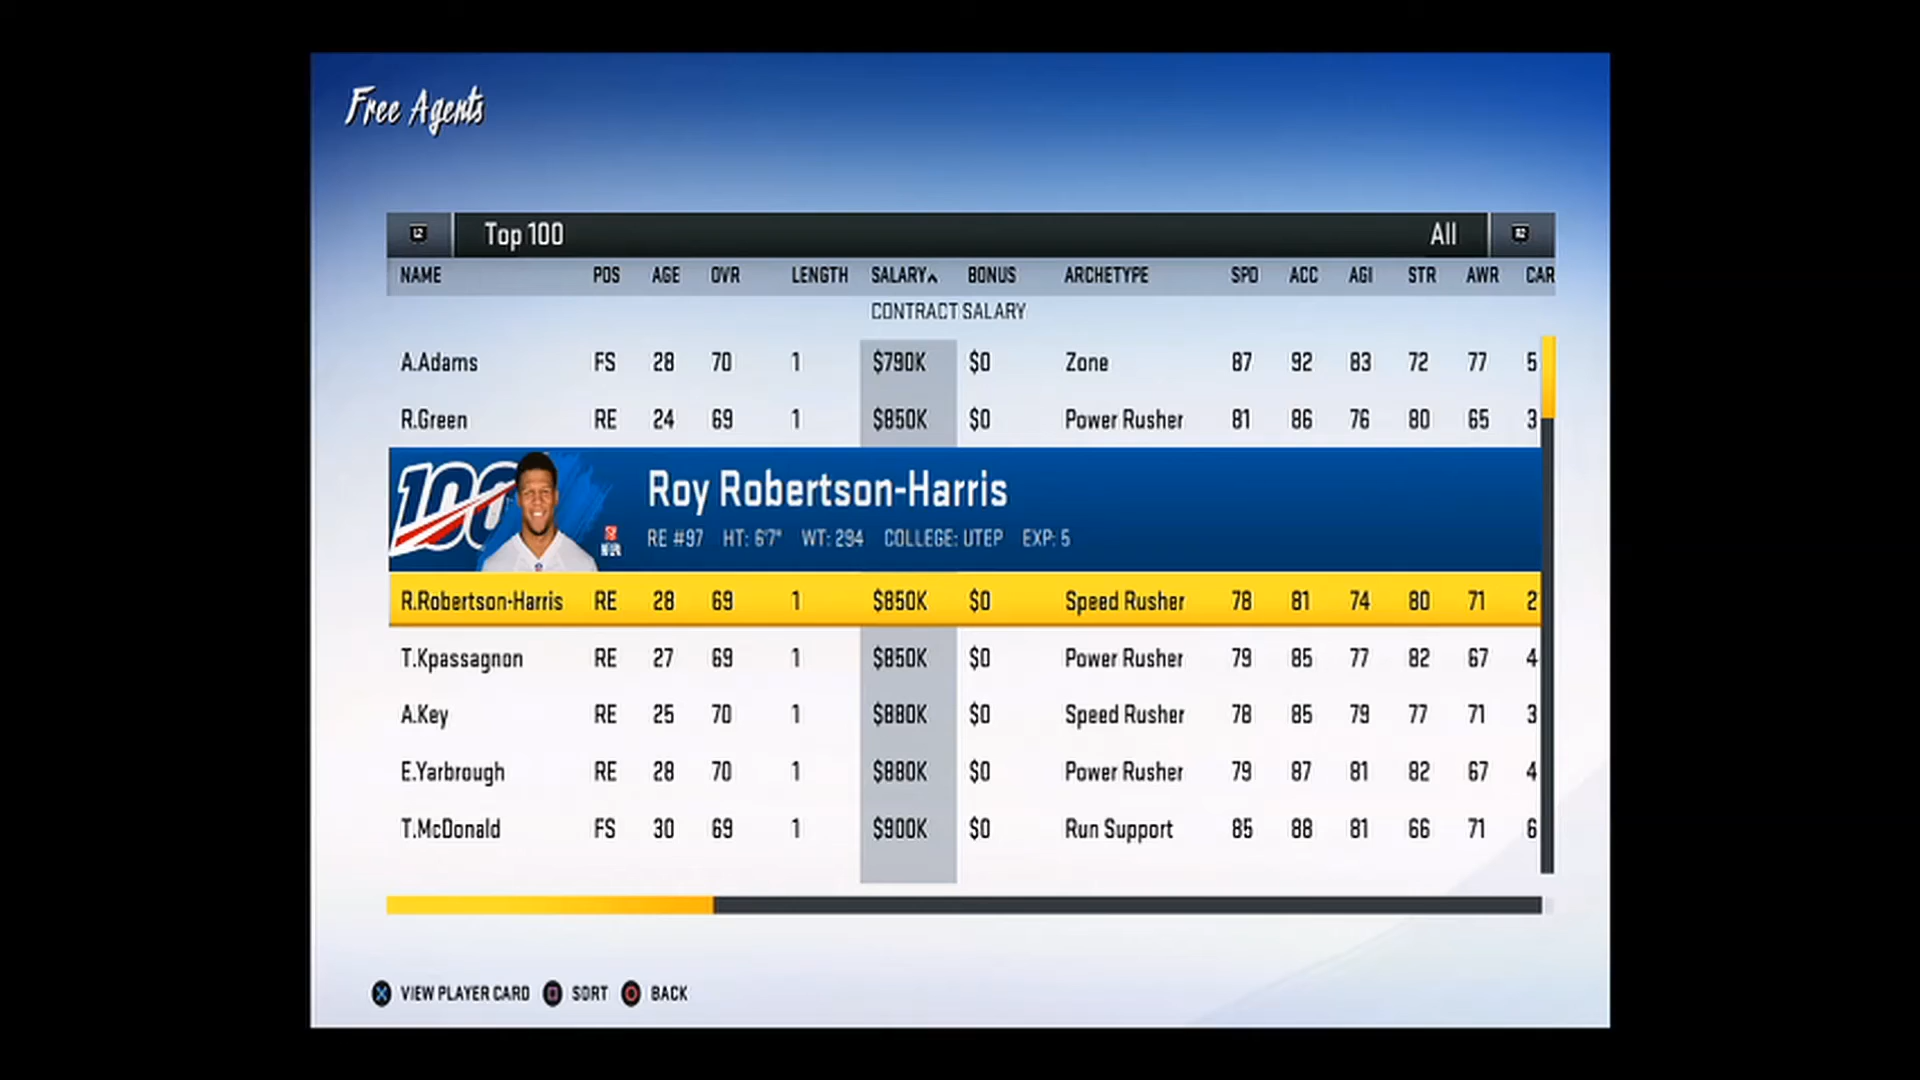 Free Agents
L2 Top 100 All R2
NAME POS AGE OVR LENGTH SALARY BONUS ARCHETYPE SPD ACC AGI STR AWR CAR
CONTRACT SALARY
A.Adams FS 28 70 1 $790K $0 Zone 87 92 83 72 77 5
R.Green RE 24 69 1 $850K $0 Power Rusher 81 86 76 80 65 3
100
Roy Robertson-Harris
RE #97 HT: 6'7" WT: 294 COLLEGE: UTEP EXP: 5
R.Robertson-Harris RE 28 69 1 $850K $0 Speed Rusher 78 81 74 80 71 2
T.Kpassagnon RE 27 69 1 $850K $0 Power Rusher 79 85 77 82 67 4
A.Key RE 25 70 1 $880K $0 Speed Rusher 78 85 79 77 71 3
E.Yarbrough RE 28 70 1 $880K $0 Power Rusher 79 87 81 82 67 4
T.McDonald FS 30 69 1 $900K $0 Run Support 85 88 81 66 71 6
VIEW PLAYER CARD SORT BACK